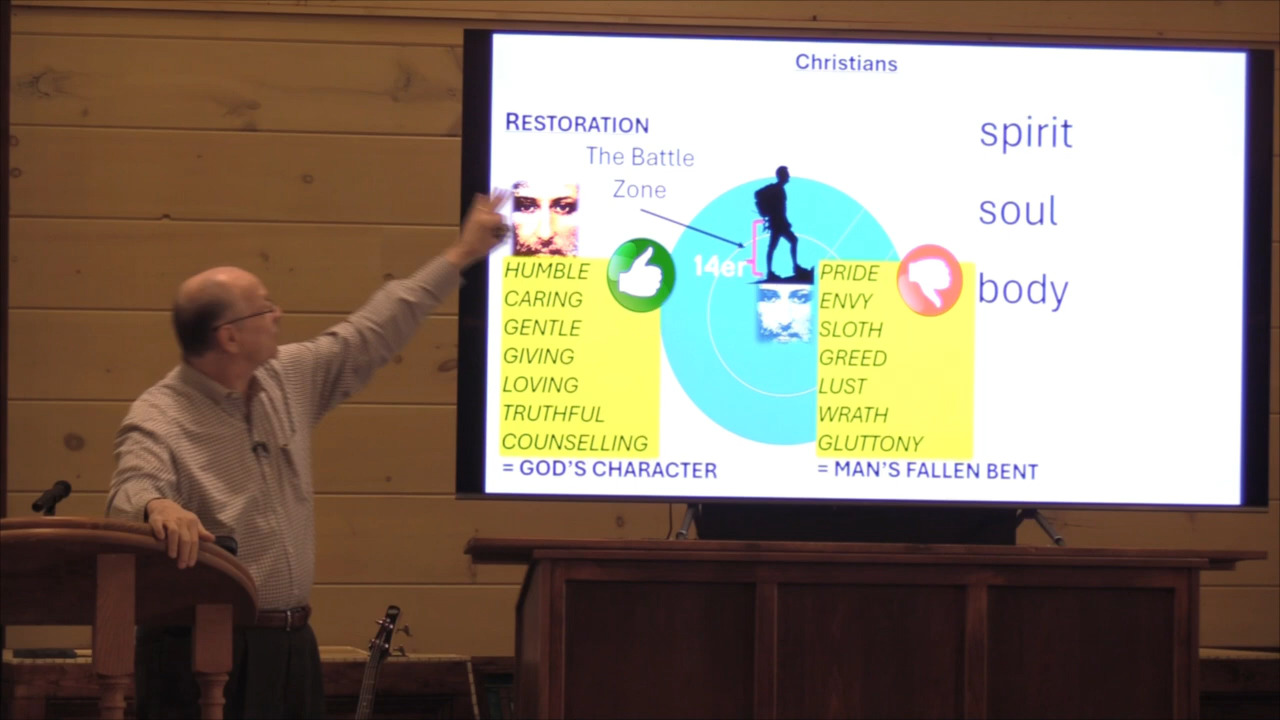 Christians
RESTORATION
The Battle
Zone
14er
HUMBLE
CARING
GENTLE
GIVING
LOVING
TRUTHFUL
COUNSELLING
= GOD'S CHARACTER
PRIDE
ENVY
SLOTH
GREED
LUST
WRATH
GLUTTONY
= MAN'S FALLEN BENT
spirit
soul
body